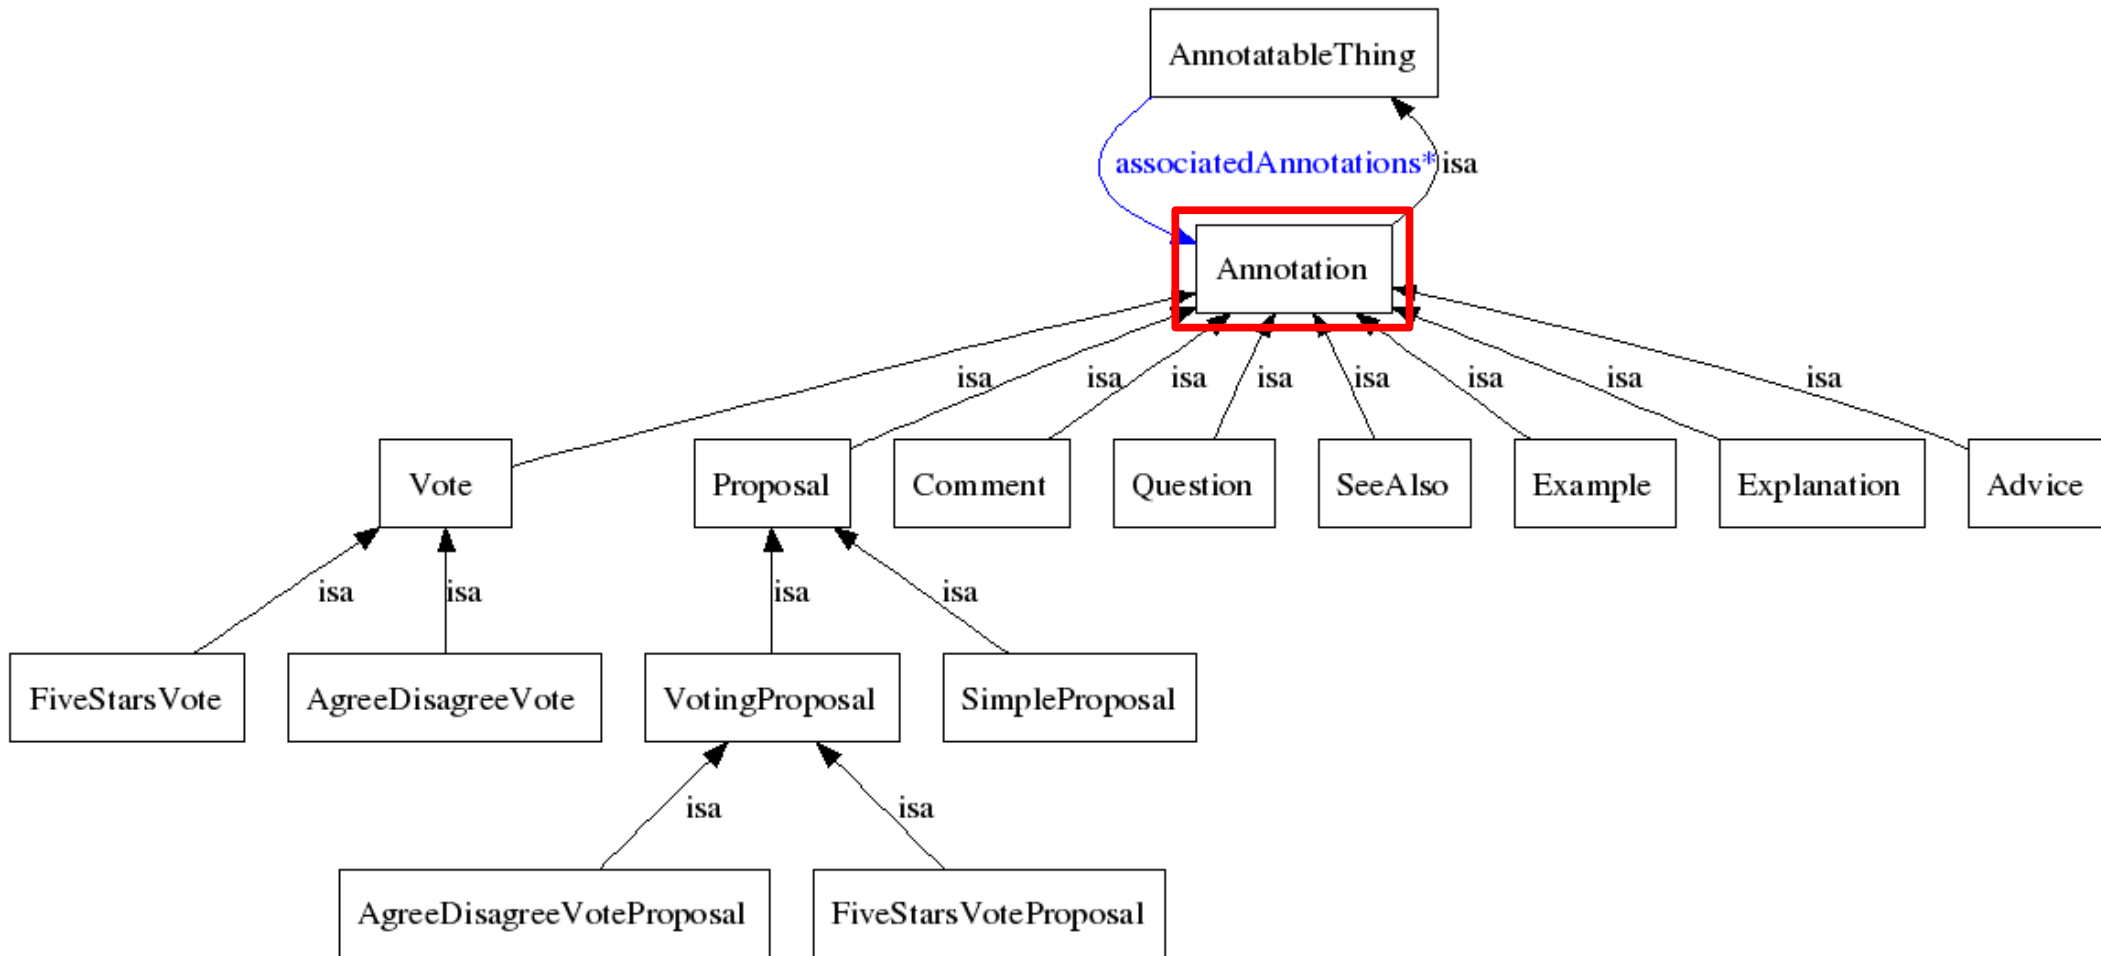 AnnotatableThing
associatedAnnotations* isa
Annotation
isa isa isa isa isa isa isa isa
Vote Proposal Comment Question SeeAlso Example Explanation Advice
isa isa isa isa
FiveStarsVote AgreeDisagreeVote VotingProposal SimpleProposal
isa isa
AgreeDisagreeVoteProposal FiveStarsVoteProposal